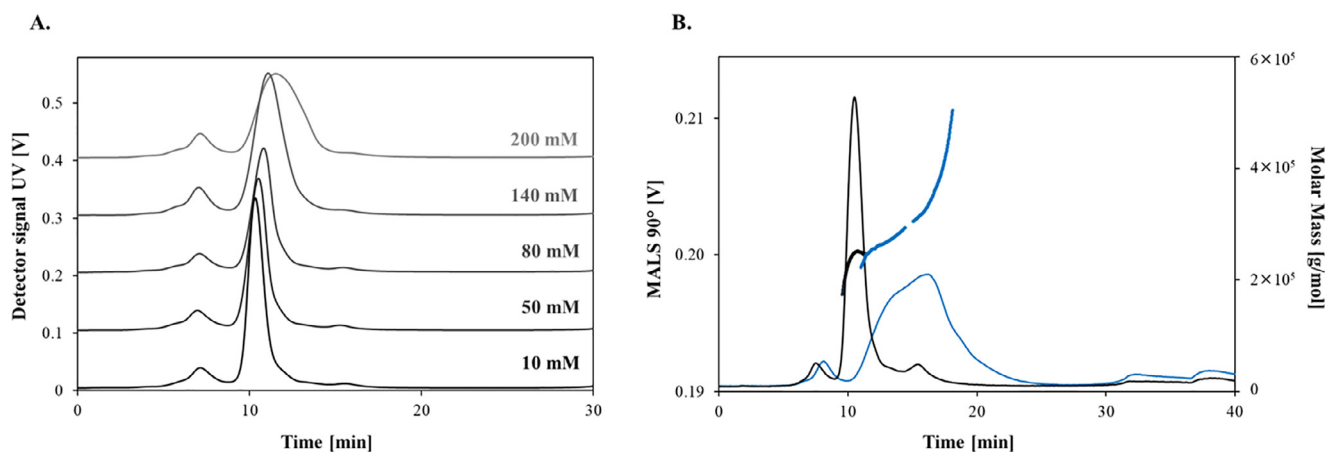 A.
Detector signal UV [V]
0.5
0.4
0.3
0.2
0.1
0
200 mM
140 mM
80 mM
50 mM
10 mM
0
10
20
30
Time [min]
B.
MALS 90° [V]
0.21
0.20
0.19
6×10⁵
4×10⁵
2×10⁵
0
Molar Mass [g/mol]
0
10
20
30
40
Time [min]